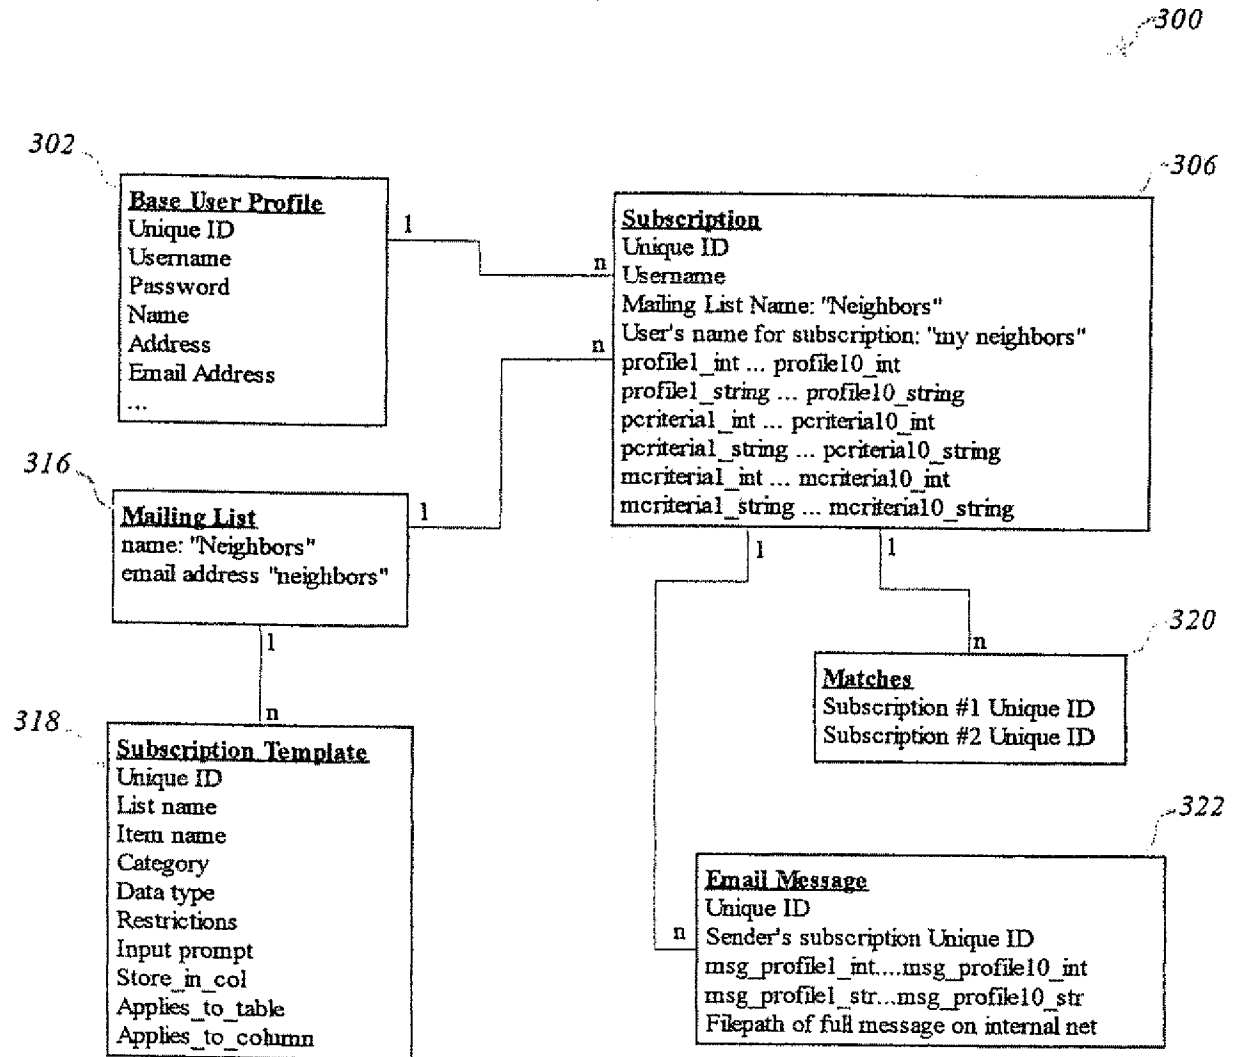 300
302
Base User Profile
Unique ID
Username
Password
Name
Address
Email Address
...
1
n
306
Subscription
Unique ID
Username
Mailing List Name: "Neighbors"
User's name for subscription: "my neighbors"
profile1_int ... profile10_int
profile1_string ... profile10_string
pcriteria1_int ... pcriteria10_int
pcriteria1_string ... pcriteria10_string
mcriteria1_int ... mcriteria10_int
mcriteria1_string ... mcriteria10_string
n
316
Mailing List
name: "Neighbors"
email address "neighbors"
1
1
1
1
n
320
Matches
Subscription #1 Unique ID
Subscription #2 Unique ID
n
318
Subscription Template
Unique ID
List name
Item name
Category
Data type
Restrictions
Input prompt
Store_in_col
Applies_to_table
Applies_to_column
322
Email Message
Unique ID
n
Sender's subscription Unique ID
msg_profile1_int....msg_profile10_int
msg_profile1_str...msg_profile10_str
Filepath of full message on internal net